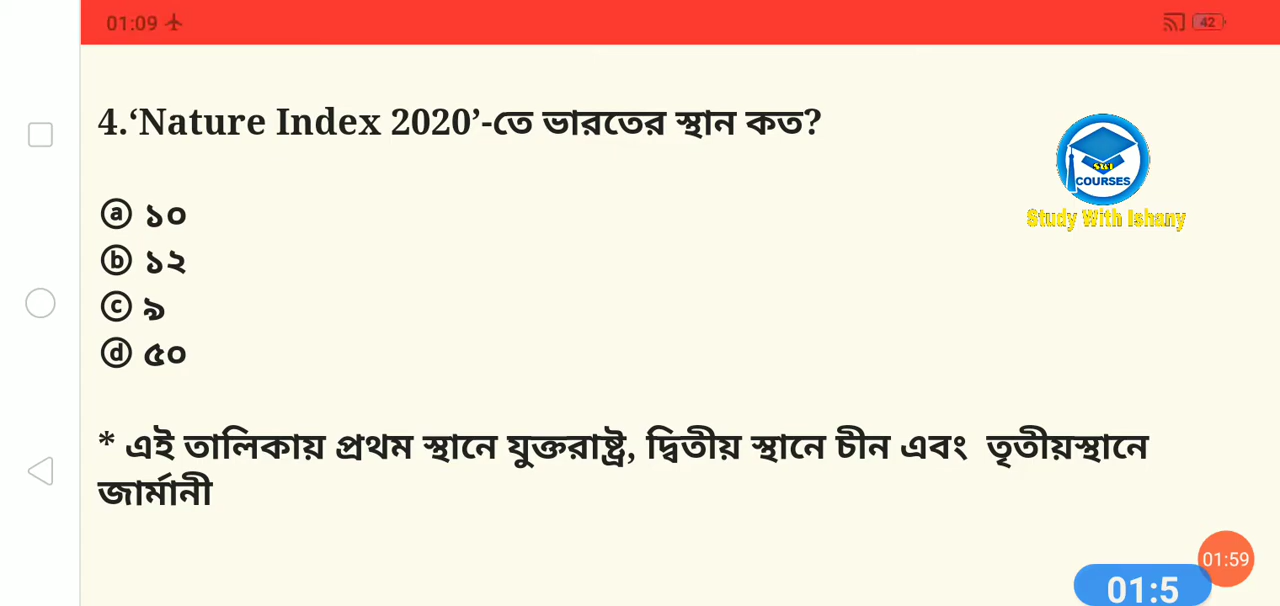 01:09
42
4.‘Nature Index 2020’-তে ভারতের স্থান কত?
COURSES
Study With Ishany
ⓐ ১০
ⓑ ১২
ⓒ ৯
ⓓ ৫০
* এই তালিকায় প্রথম স্থানে যুক্তরাষ্ট্র, দ্বিতীয় স্থানে চীন এবং তৃতীয়স্থানে
জার্মানী
01:59
01:5